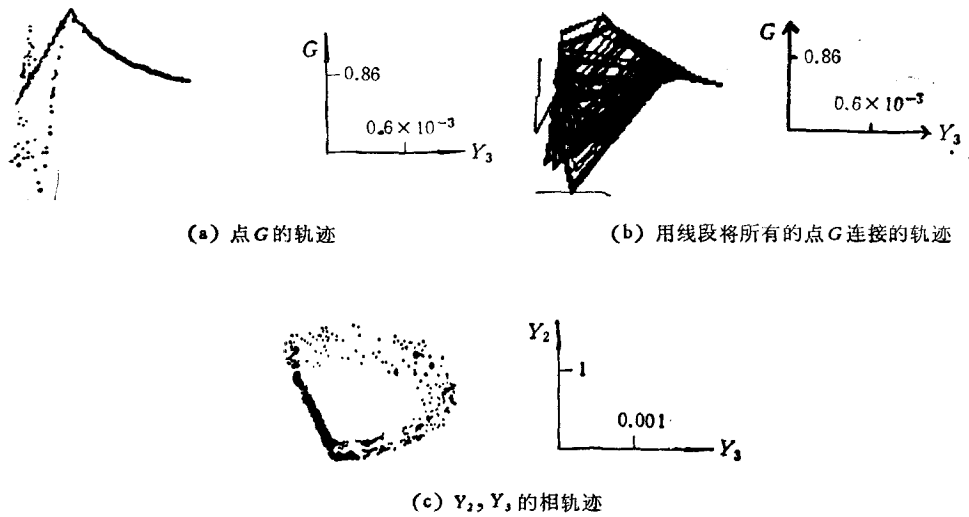 G
0.86
0.6×10⁻³
Y₃
G
0.86
0.6×10⁻³
Y₃
(a) 点G的轨迹
(b) 用线段将所有的点G连接的轨迹
Y₂
1
0.001
Y₃
(c) Y₂, Y₃的相轨迹